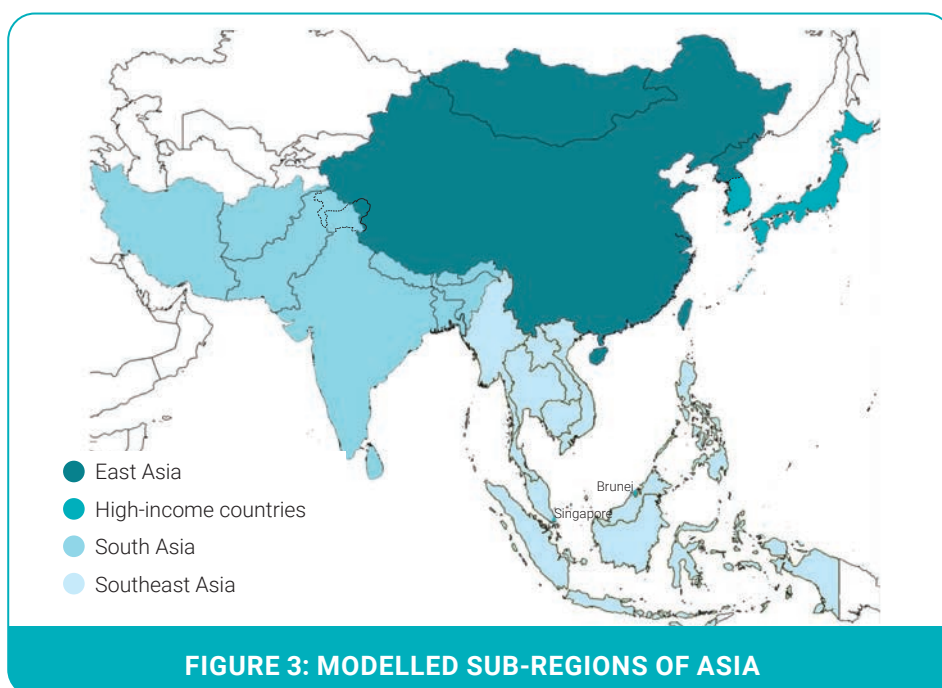 Brunei
Singapore
East Asia
High-income countries
South Asia
Southeast Asia
FIGURE 3: MODELLED SUB-REGIONS OF ASIA